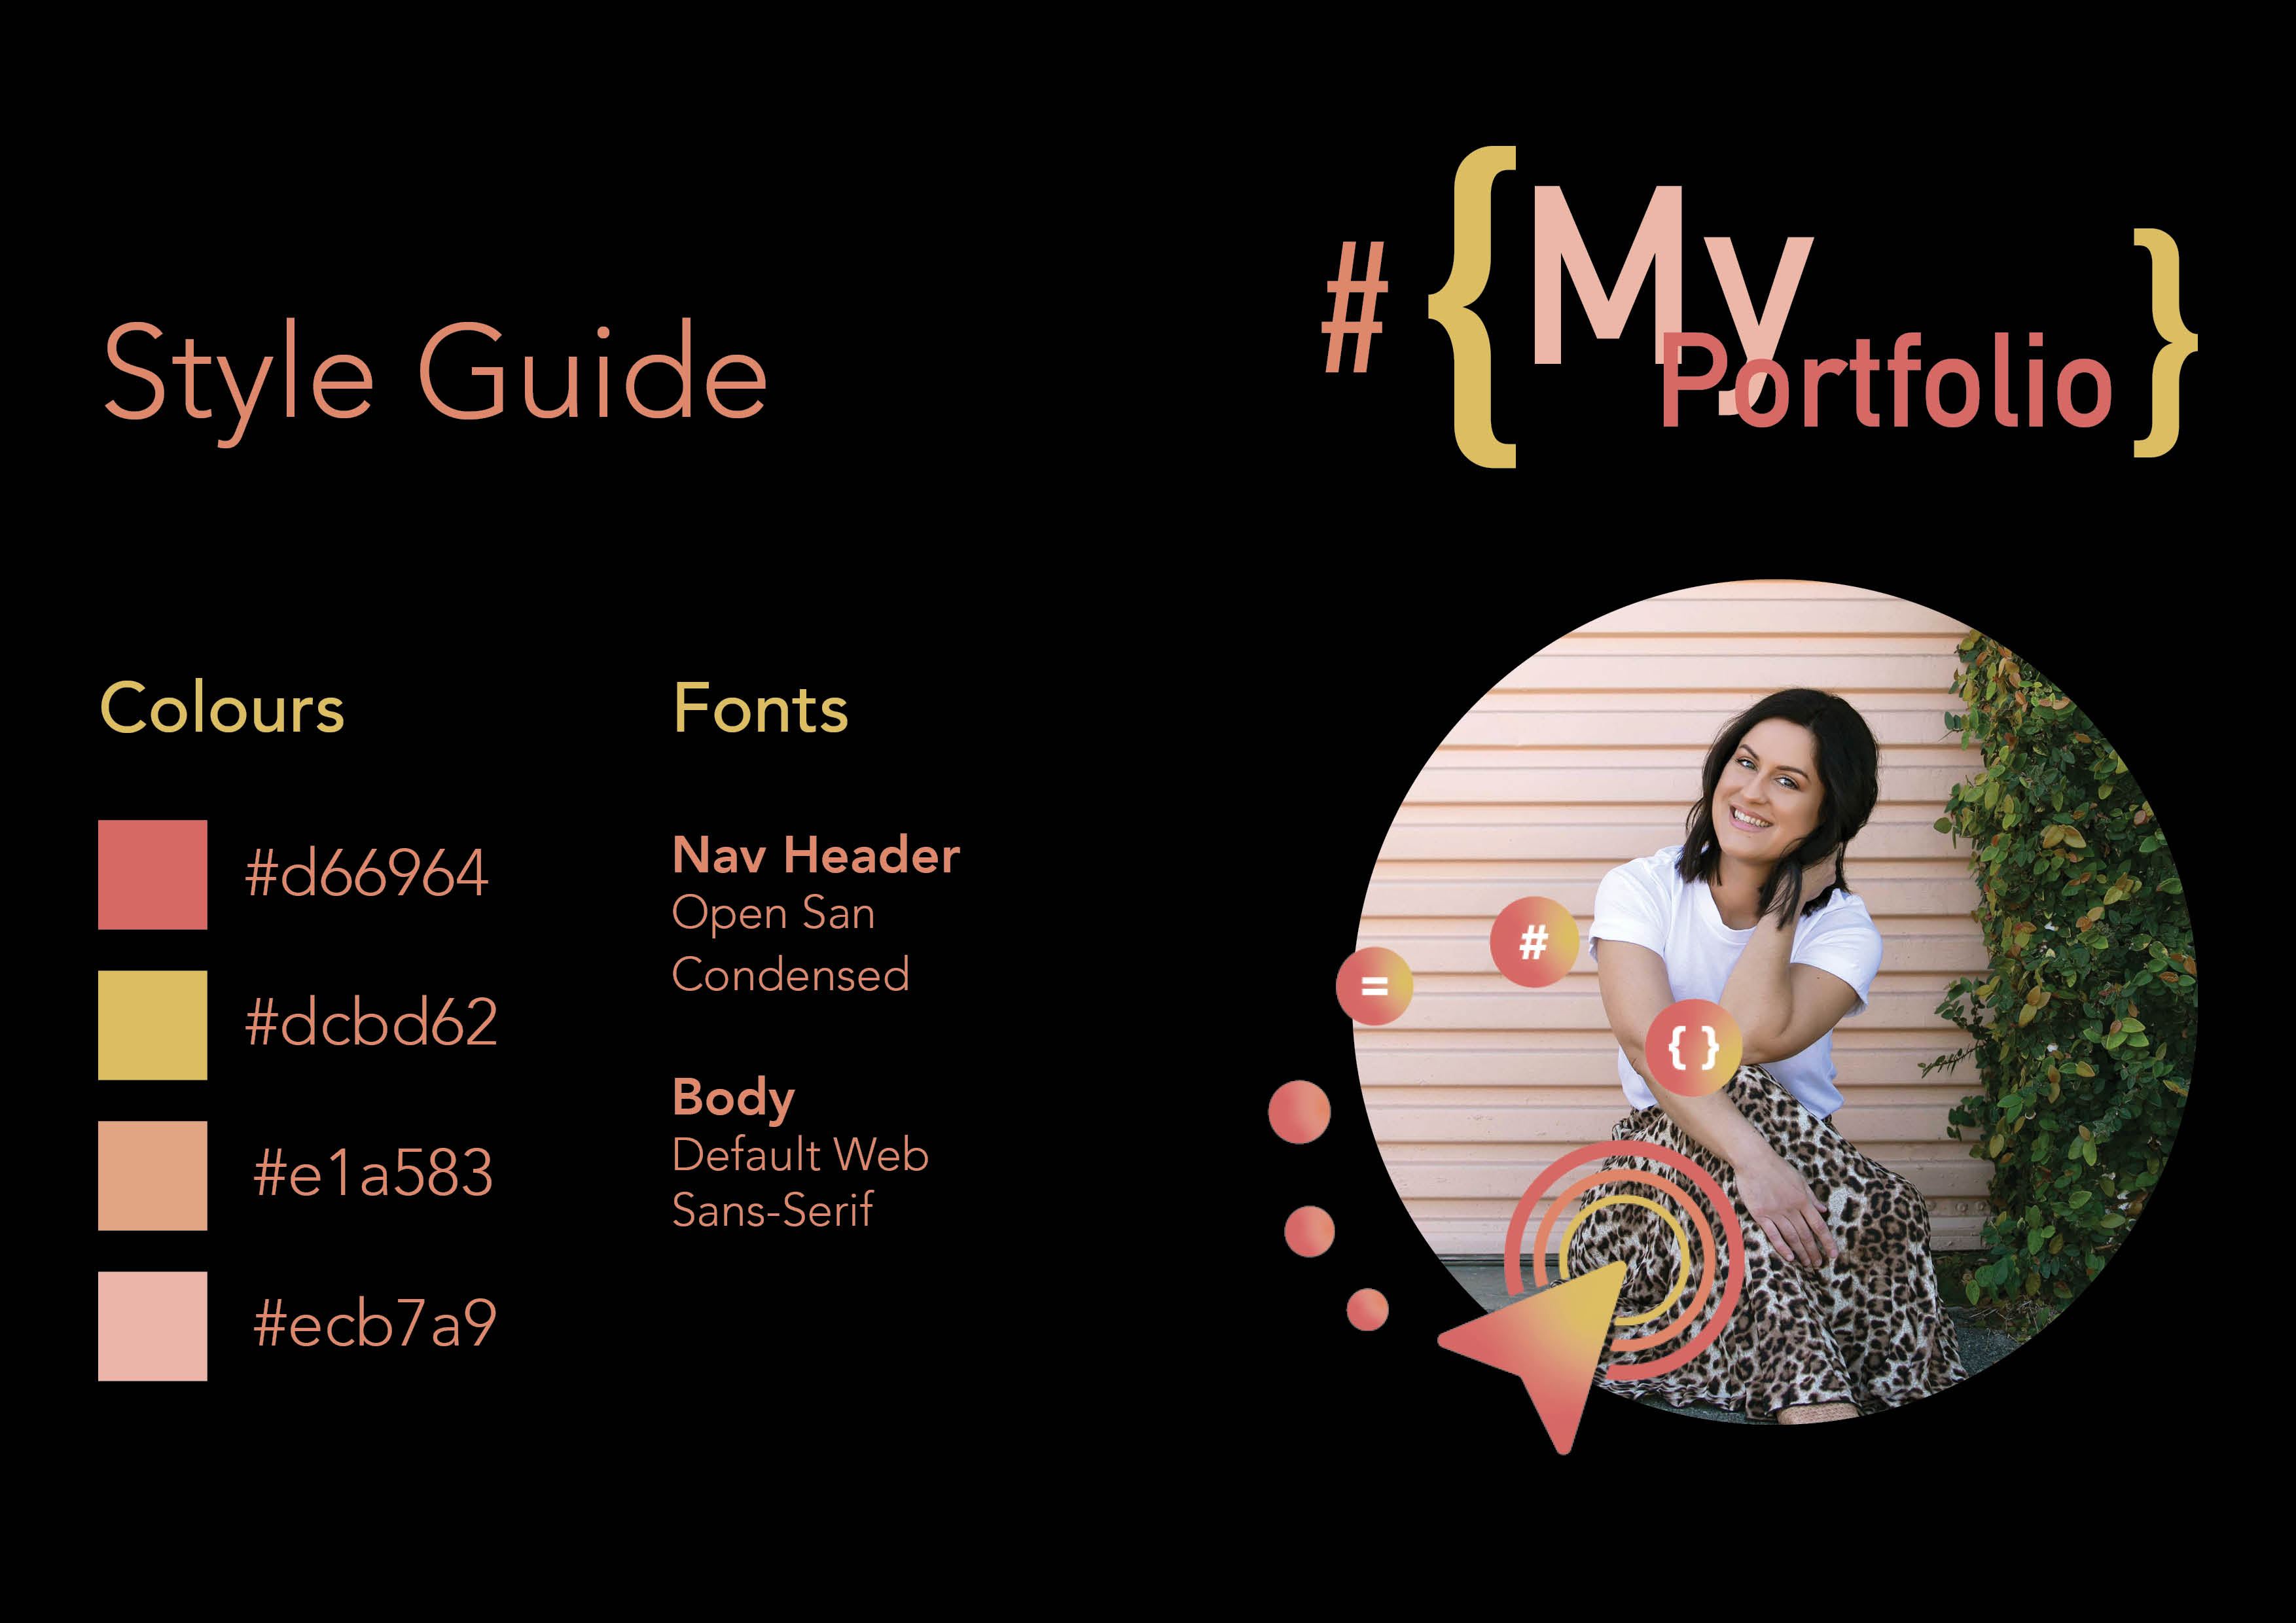 Style Guide
# {My
Portfolio}
Colours
#d66964
#dcbd62
#e1a583
#ecb7a9
Fonts
Nav Header
Open San
Condensed
Body
Default Web
Sans-Serif
=
#
{ }